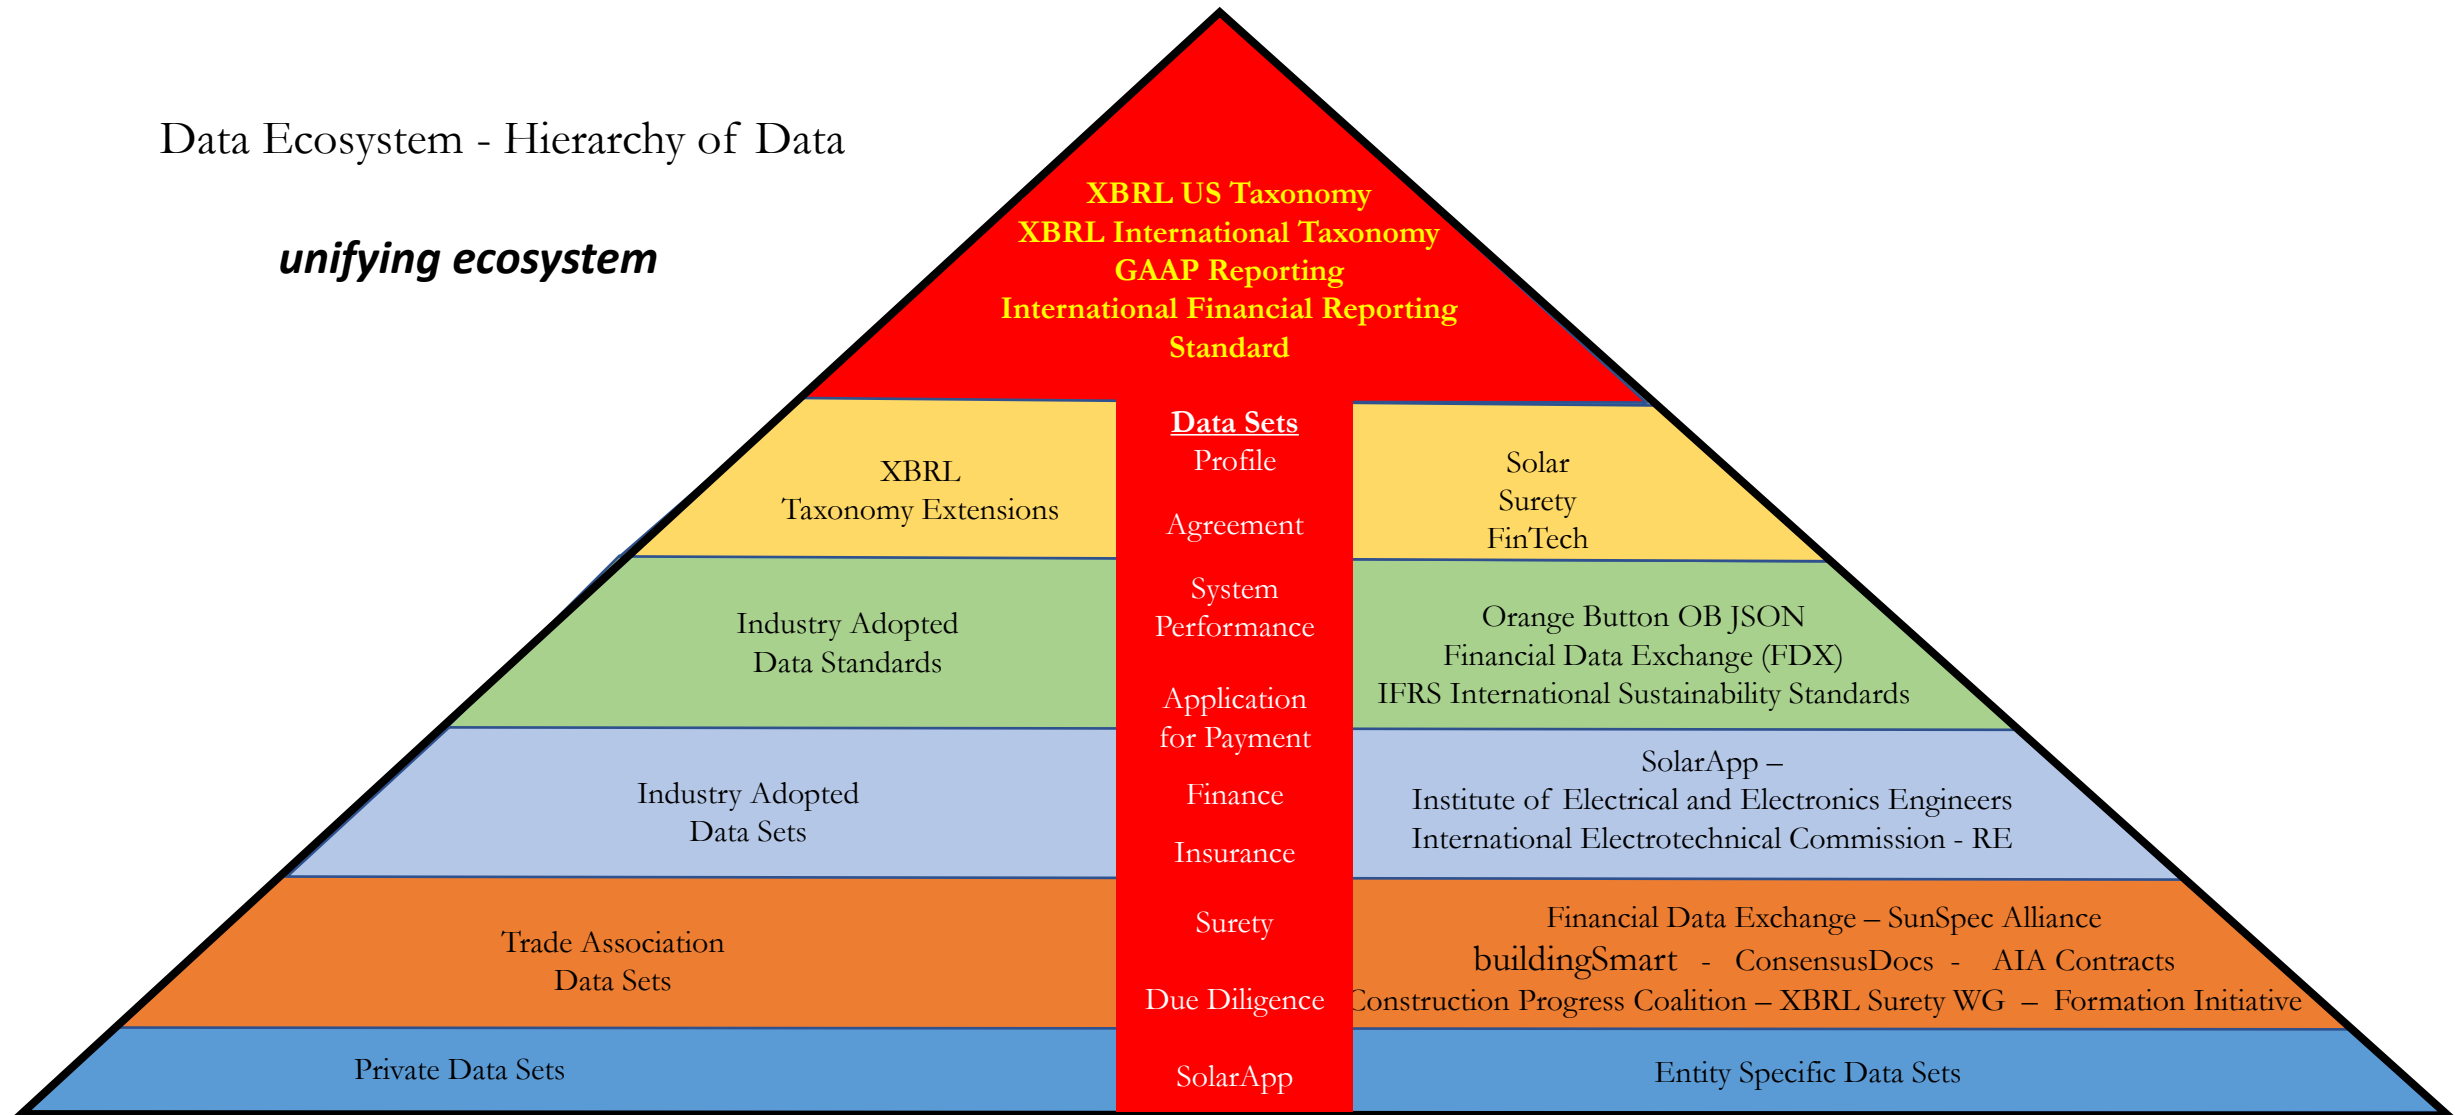 Data Ecosystem - Hierarchy of Data
unifying ecosystem
XBRL US Taxonomy
XBRL International Taxonomy
GAAP Reporting
International Financial Reporting
Standard
XBRL
Taxonomy Extensions
Data Sets
Profile
Agreement
System
Performance
Application
for Payment
Finance
Insurance
Surety
Due Diligence
SolarApp
Solar
Surety
FinTech
Industry Adopted
Data Standards
Orange Button OB JSON
Financial Data Exchange (FDX)
IFRS International Sustainability Standards
Industry Adopted
Data Sets
SolarApp –
Institute of Electrical and Electronics Engineers
International Electrotechnical Commission - RE
Trade Association
Data Sets
Financial Data Exchange – SunSpec Alliance
buildingSmart - ConsensusDocs - AIA Contracts
Construction Progress Coalition – XBRL Surety WG – Formation Initiative
Private Data Sets
Entity Specific Data Sets